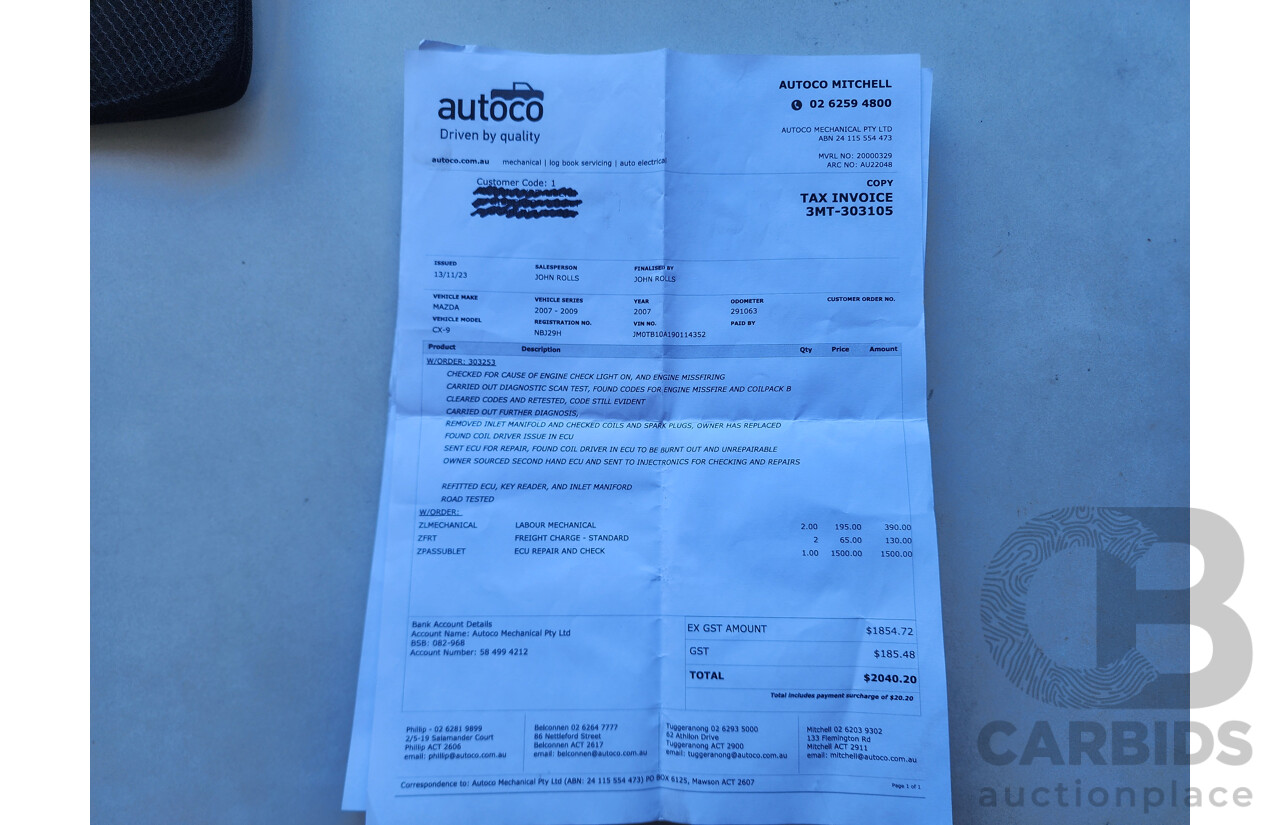 autoco
Driven by quality
autoco.com.au mechanical | log book servicing | auto electrical
AUTOCO MITCHELL
02 6259 4800
AUTOCO MECHANICAL PTY LTD
ABN 24 115 554 473
MVRL NO: 20000329
ARC NO: AU22048
Customer Code: 1
COPY
TAX INVOICE
3MT-303105
ISSUED SALESPERSON FINALISED BY
13/11/23 JOHN ROLLS JOHN ROLLS
VEHICLE MAKE VEHICLE SERIES YEAR ODOMETER CUSTOMER ORDER NO.
MAZDA 2007 - 2009 2007 291063
VEHICLE MODEL REGISTRATION NO. VIN NO. PAID BY
CX-9 NBJ29H JM0TB10A190114352
Product Description Qty Price Amount
W/ORDER: 303253
CHECKED FOR CAUSE OF ENGINE CHECK LIGHT ON, AND ENGINE MISSFIRING
CARRIED OUT DIAGNOSTIC SCAN TEST, FOUND CODES FOR ENGINE MISSFIRE AND COILPACK B
CLEARED CODES AND RETESTED, CODE STILL EVIDENT
CARRIED OUT FURTHER DIAGNOSIS,
REMOVED INLET MANIFOLD AND CHECKED COILS AND SPARK PLUGS, OWNER HAS REPLACED
FOUND COIL DRIVER ISSUE IN ECU
SENT ECU FOR REPAIR, FOUND COIL DRIVER IN ECU TO BE BURNT OUT AND UNREPAIRABLE
OWNER SOURCED SECOND HAND ECU AND SENT TO INJECTRONICS FOR CHECKING AND REPAIRS
REFITTED ECU, KEY READER, AND INLET MANIFORD
ROAD TESTED
W/ORDER:
ZLMECHANICAL LABOUR MECHANICAL 2.00 195.00 390.00
ZFRT FREIGHT CHARGE - STANDARD 2 65.00 130.00
ZPASSUBLET ECU REPAIR AND CHECK 1.00 1500.00 1500.00
Bank Account Details
Account Name: Autoco Mechanical Pty Ltd
BSB: 082-968
Account Number: 58 499 4212
EX GST AMOUNT $1854.72
GST $185.48
TOTAL $2040.20
Total includes payment surcharge of $20.20
Phillip - 02 6281 9899
2/5-19 Salamander Court
Phillip ACT 2606
email: phillip@autoco.com.au
Belconnen 02 6264 7777
86 Nettleford Street
Belconnen ACT 2617
email: belconnen@autoco.com.au
Tuggeranong 02 6293 5000
62 Athllon Drive
Tuggeranong ACT 2900
email: tuggeranong@autoco.com.au
Mitchell 02 6203 9302
133 Flemington Rd
Mitchell ACT 2911
email: mitchell@autoco.com.au
Correspondence to: Autoco Mechanical Pty Ltd (ABN: 24 115 554 473) PO BOX 6125, Mawson ACT 2607
Page 1 of 1
CB
CARBIDS
auctionplace